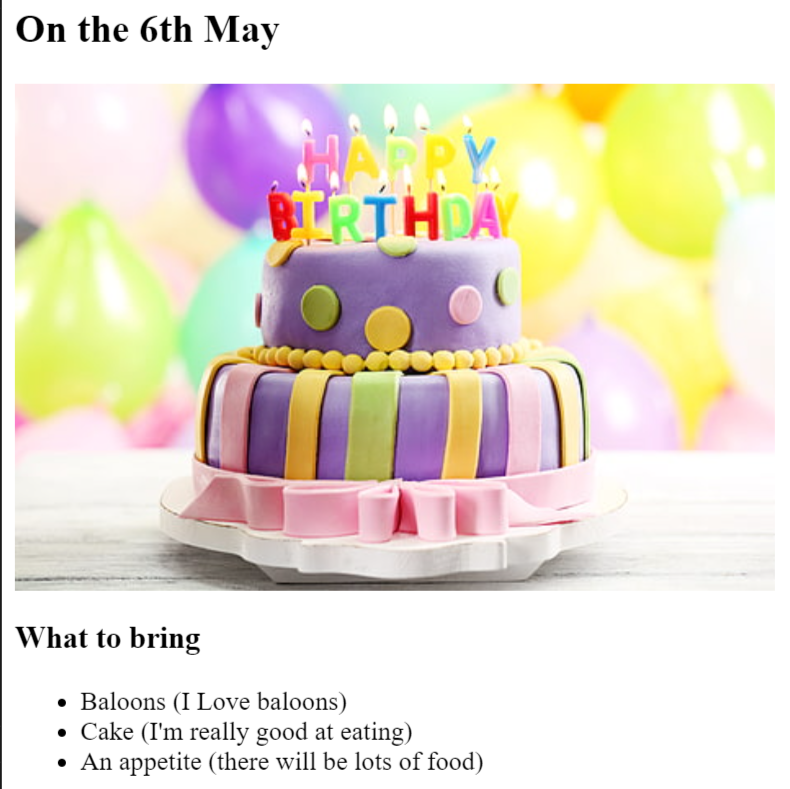 On the 6th May
HAPPY
BIRTHDAY
What to bring
Baloons (I Love baloons)
Cake (I'm really good at eating)
An appetite (there will be lots of food)